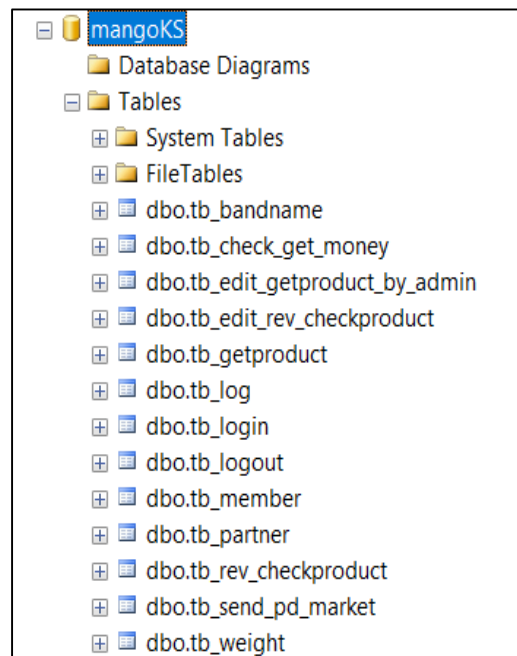 mangoKS
Database Diagrams
Tables
System Tables
FileTables
dbo.tb_bandname
dbo.tb_check_get_money
dbo.tb_edit_getproduct_by_admin
dbo.tb_edit_rev_checkproduct
dbo.tb_getproduct
dbo.tb_log
dbo.tb_login
dbo.tb_logout
dbo.tb_member
dbo.tb_partner
dbo.tb_rev_checkproduct
dbo.tb_send_pd_market
dbo.tb_weight